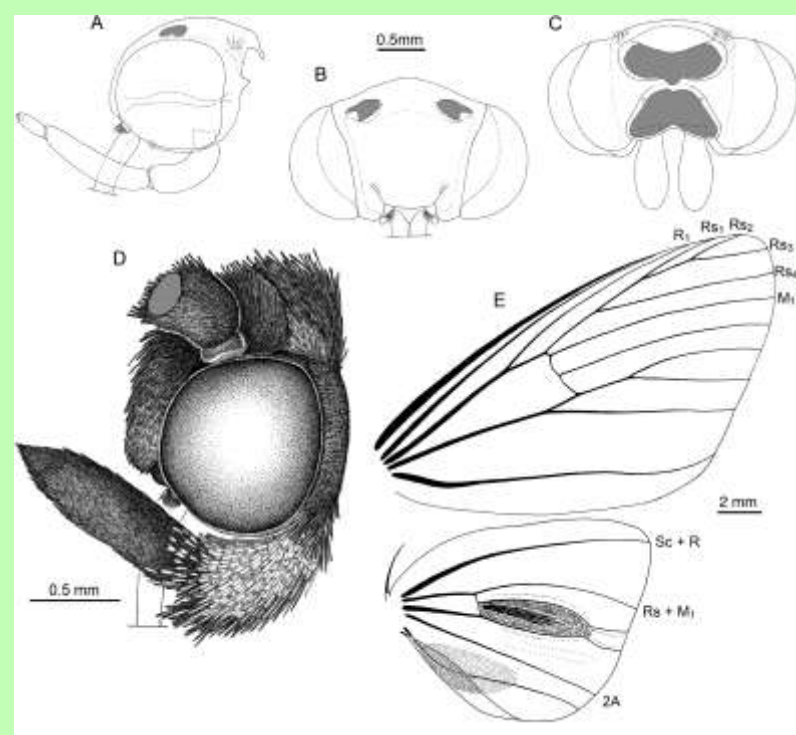 A
0.5mm
B
C
D
0.5 mm
E
R1
Rs1
Rs2
Rs3
Rs4
M1
2 mm
Sc + R
Rs + M1
2A